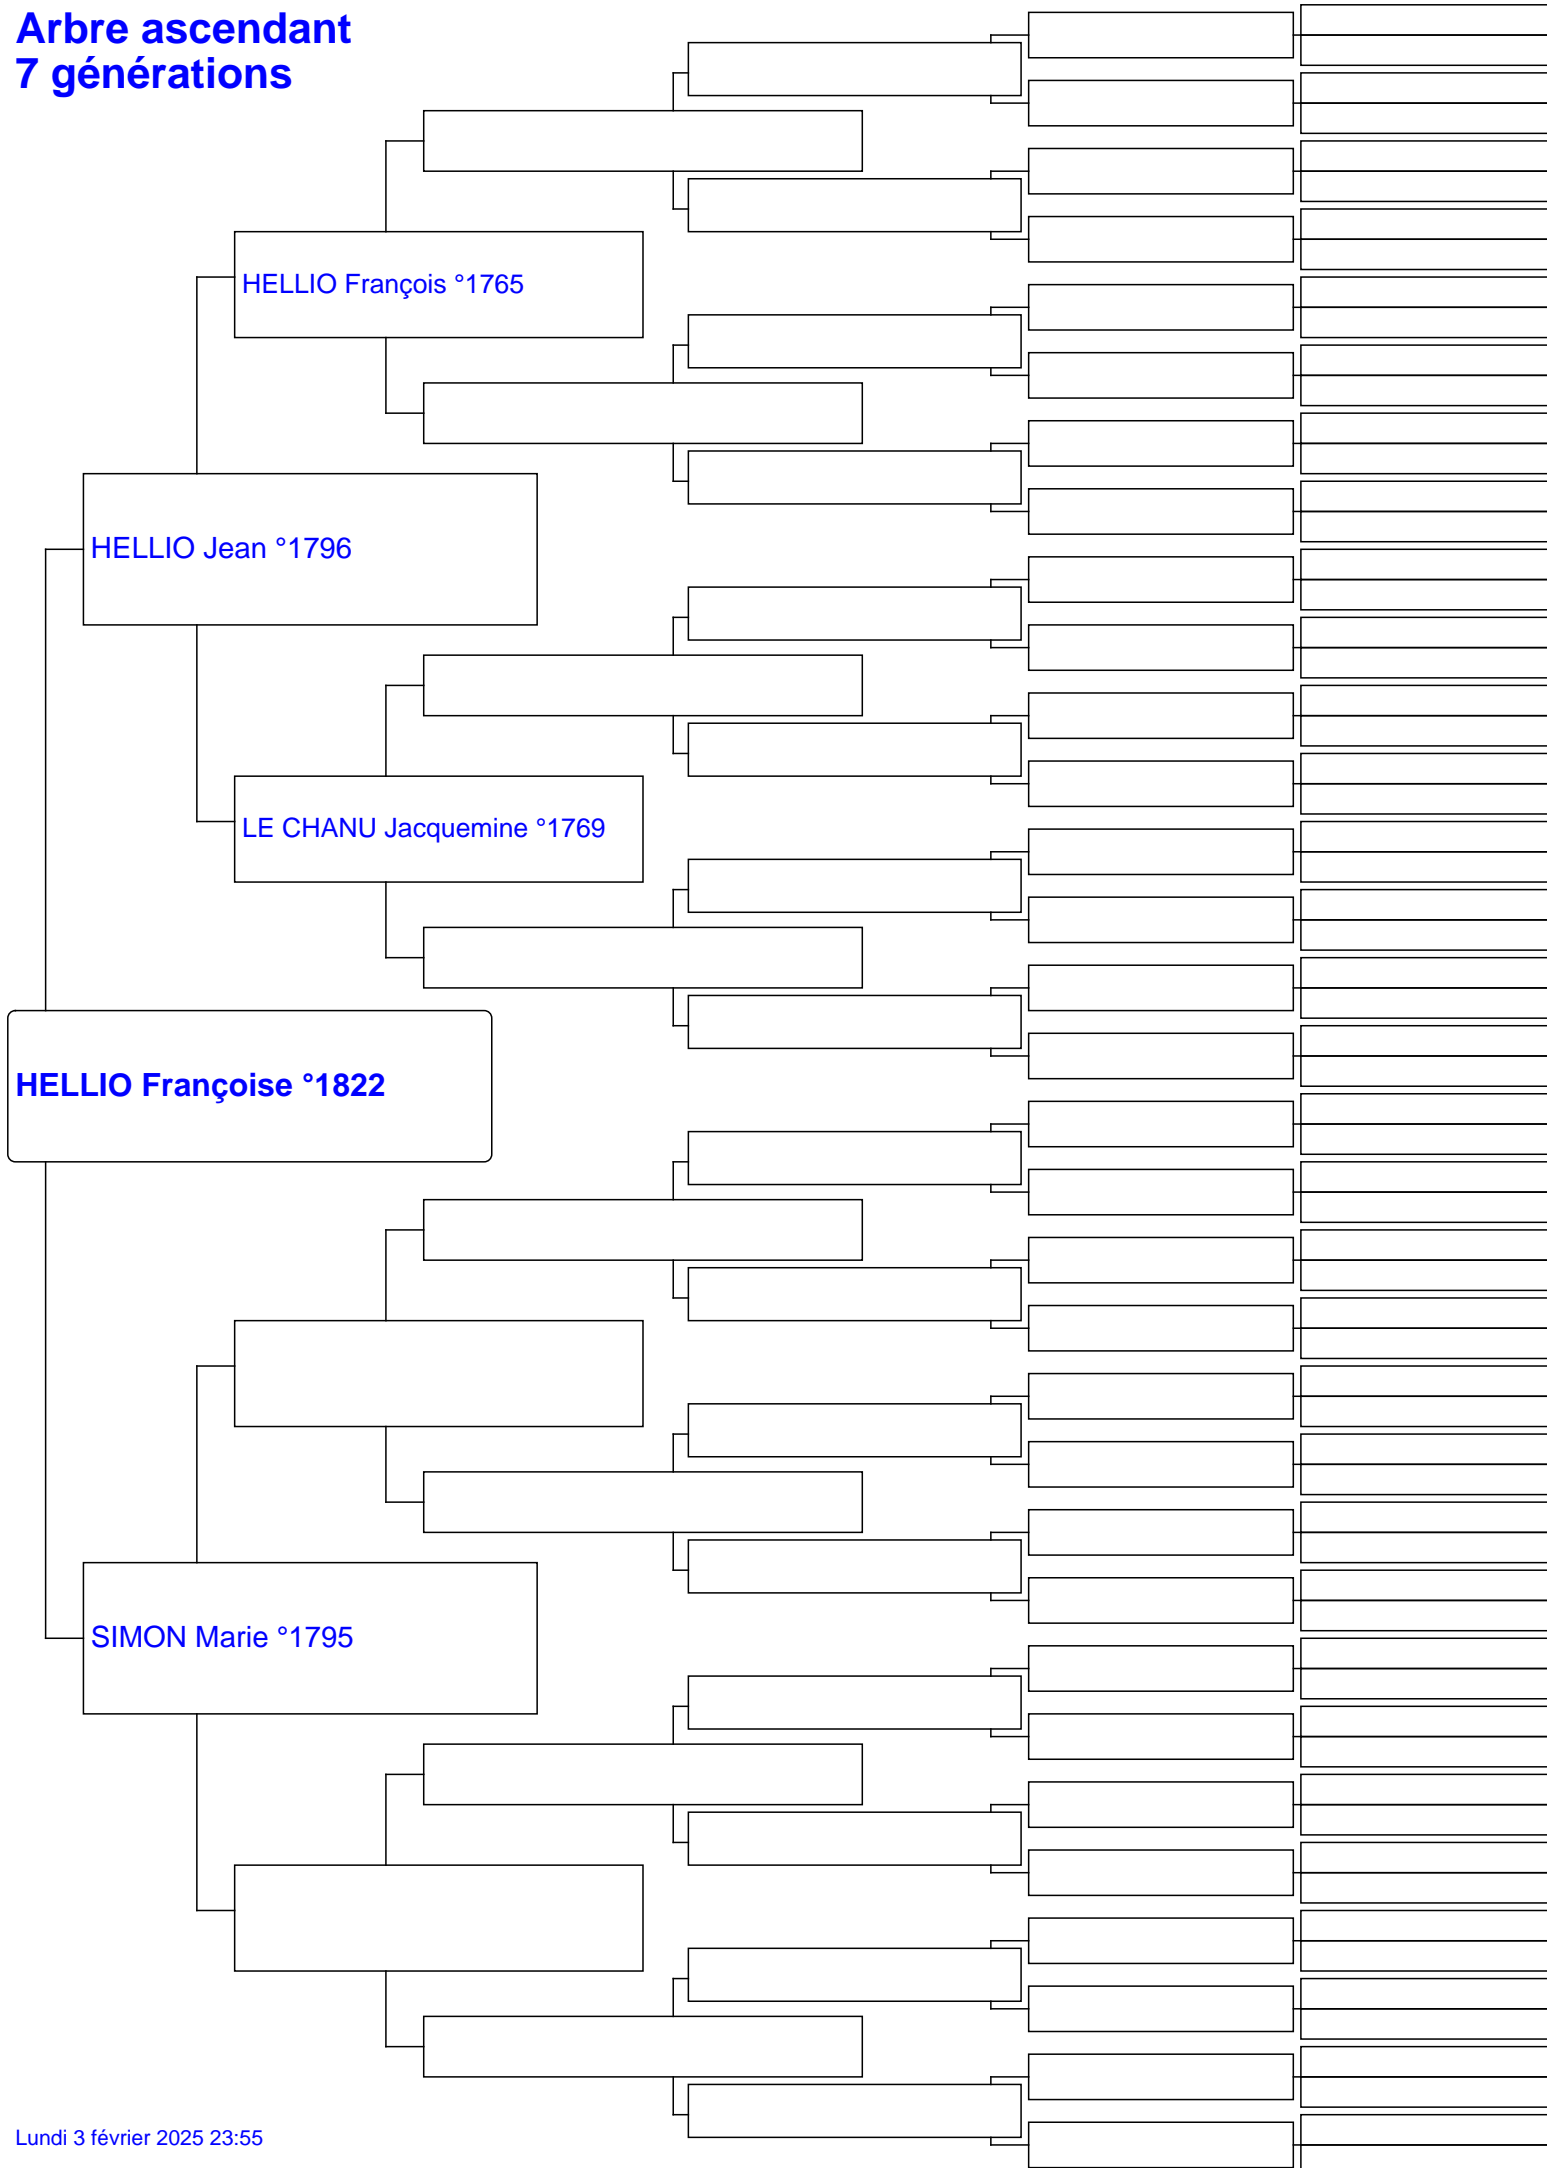 Arbre ascendant
7 générations
HELLIO François °1765
HELLIO Jean °1796
LE CHANU Jacquemine °1769
HELLIO Françoise °1822
SIMON Marie °1795
Lundi 3 février 2025 23:55